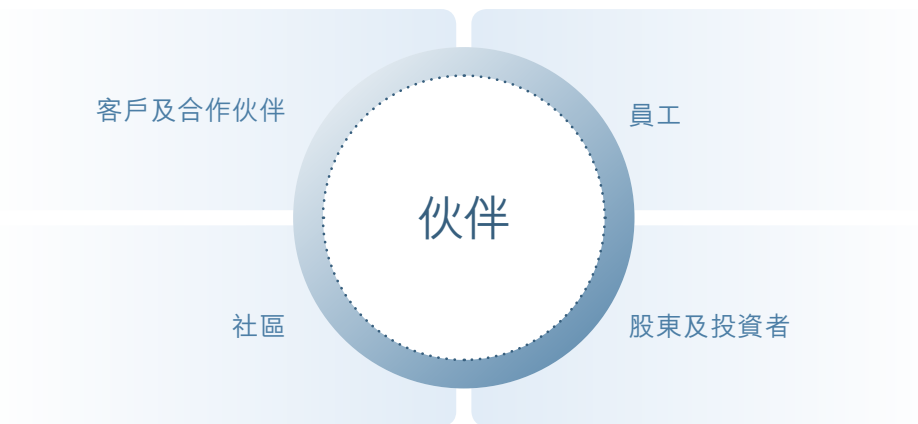 客戶及合作伙伴
員工
伙伴
社區
股東及投資者